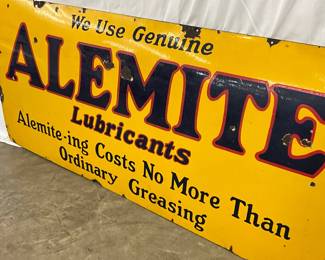 We Use Genuine
ALEMITE
Lubricants
Alemite-ing Costs No More Than
Ordinary Greasing